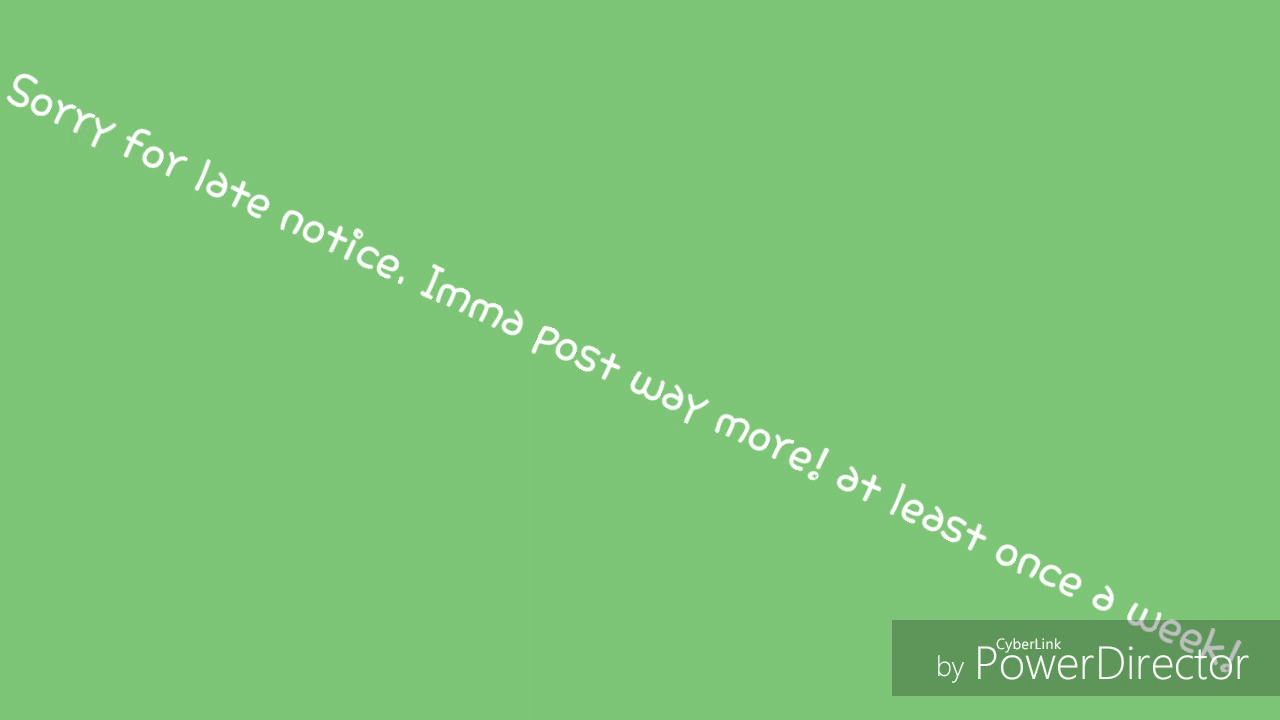 Sorry for late notice. Imma post way more! at least once a week!
CyberLink
by PowerDirector